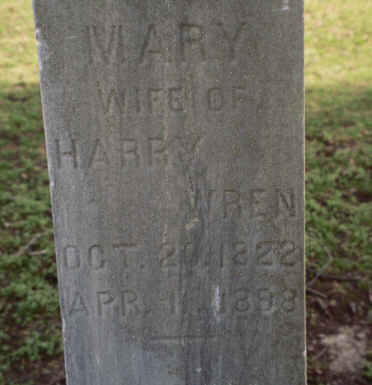 MARY
WIFE OF
HARRY
WREN
OCT. 1822
APR.